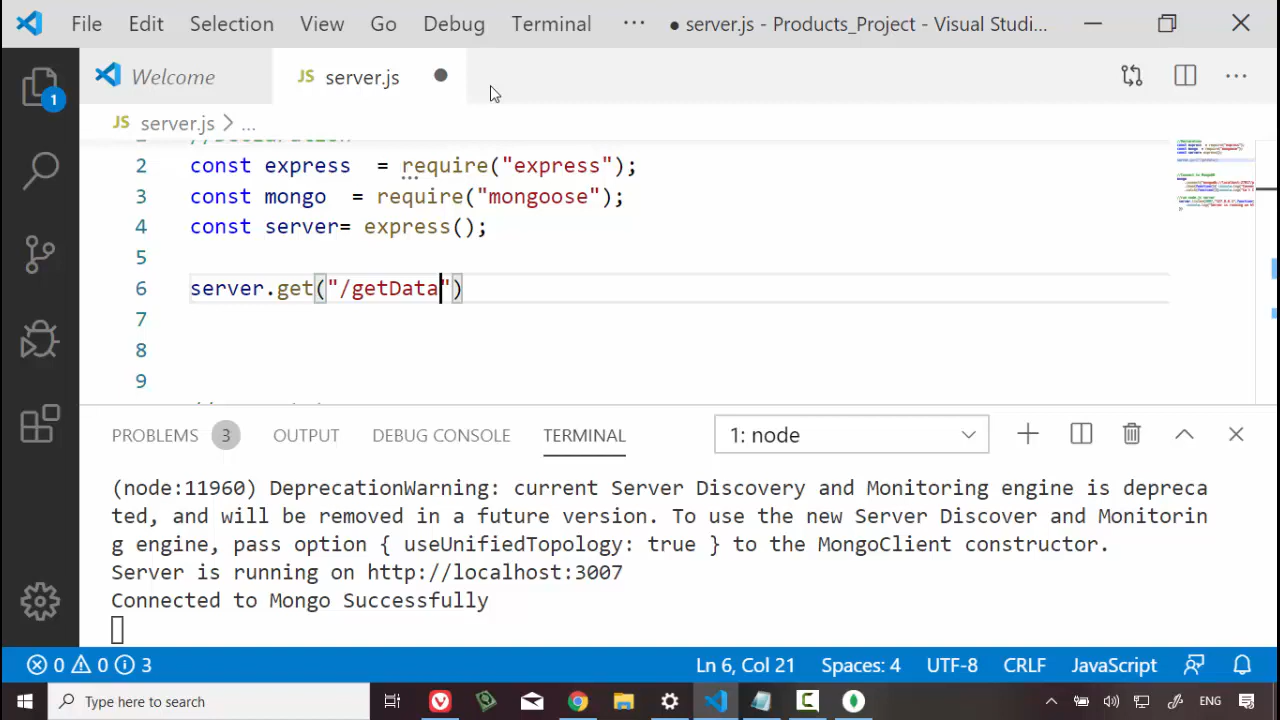 File Edit Selection View Go Debug Terminal ··· ● server.js - Products_Project - Visual Studi...
Welcome JS server.js ●
JS server.js > ...
2 const express = require("express");
3 const mongo = require("mongoose");
4 const server= express();
5
6 server.get("/getData")
7
8
9
PROBLEMS 3 OUTPUT DEBUG CONSOLE TERMINAL 1: node
(node:11960) DeprecationWarning: current Server Discovery and Monitoring engine is depreca
ted, and will be removed in a future version. To use the new Server Discover and Monitorin
g engine, pass option { useUnifiedTopology: true } to the MongoClient constructor.
Server is running on http://localhost:3007
Connected to Mongo Successfully
0 0 3 Ln 6, Col 21 Spaces: 4 UTF-8 CRLF JavaScript
Type here to search ENG
1